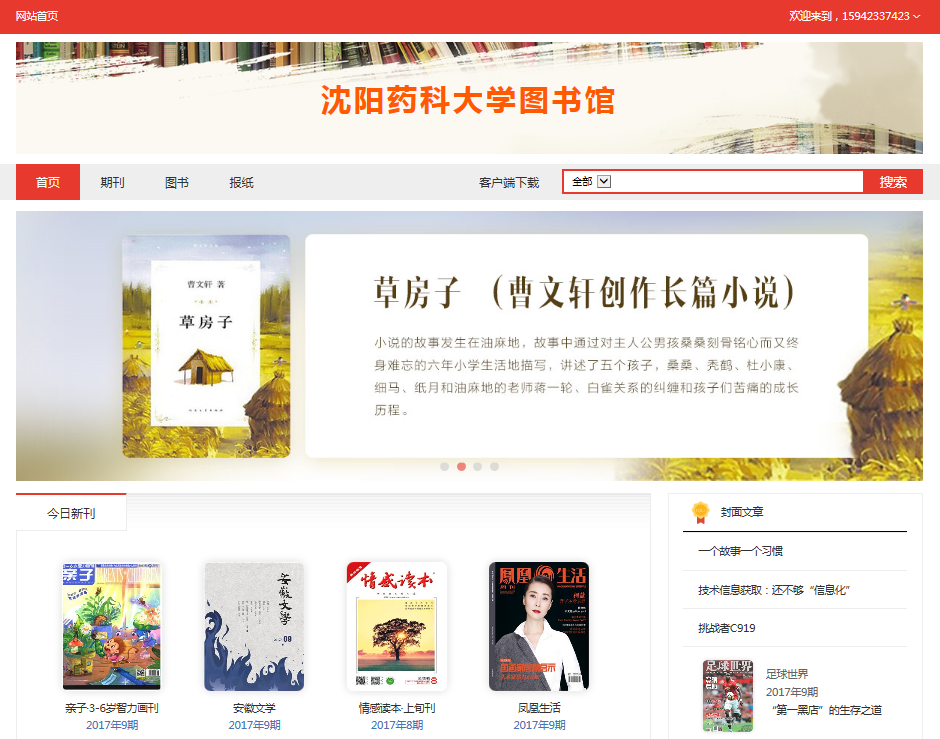 网站首页
欢迎来到，15942337423
沈阳药科大学图书馆
首页 期刊 图书 报纸 客户端下载 全部 搜索
曹文轩 著
草房子
草房子 （曹文轩创作长篇小说）
小说的故事发生在油麻地，故事中通过对主人公男孩桑桑刻骨铭心而又终
身难忘的六年小学生活地描写，讲述了五个孩子，桑桑、秃鹤、杜小康、
细马、纸月和油麻地的老师蒋一轮、白雀关系的纠缠和孩子们苦痛的成长
历程。
今日新刊
亲子
安徽文学
09
情感读本
凤凰生活
亲子·3-6岁智力画刊
2017年9期
安徽文学
2017年9期
情感读本·上旬刊
2017年8期
凤凰生活
2017年9期
封面文章
一个故事一个习惯
技术信息获取：还不够“信息化”
挑战者C919
足球世界
足球世界
2017年9期
“第一黑店”的生存之道